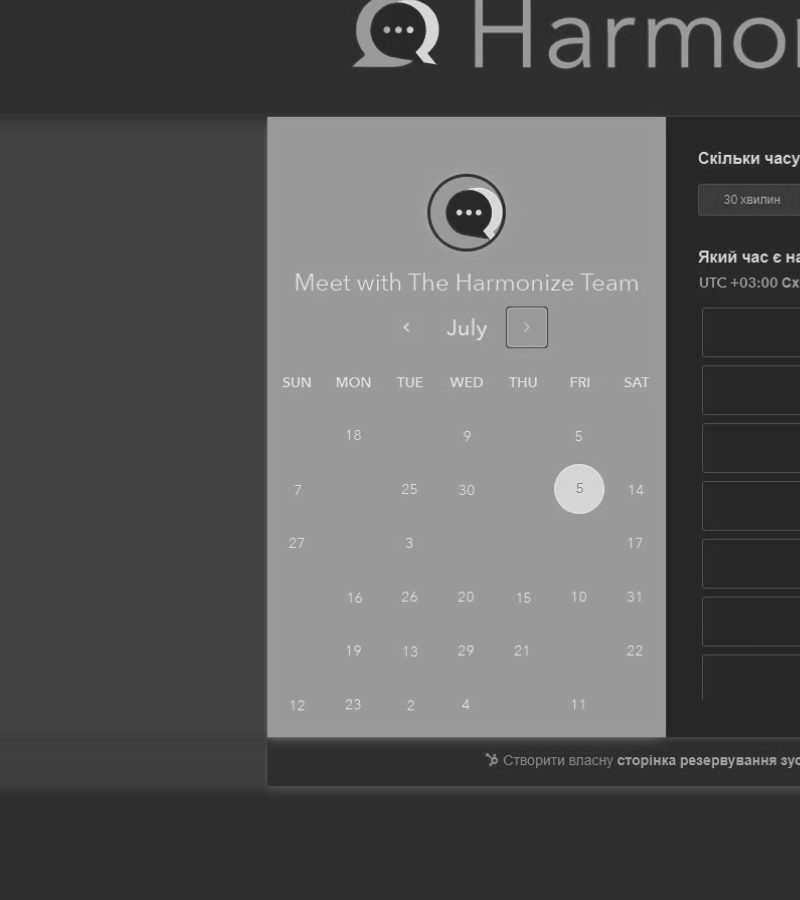 Harmo
Meet with The Harmonize Team
July
SUN MON TUE WED THU FRI SAT
18 9 5
7 25 30 5 14
27 3 17
16 26 20 15 10 31
19 13 29 21 22
12 23 2 4 11
Скільки часу
30 хвилин
Який час є на
UTC +03:00 Сх
Створити власну сторінка резервування зус